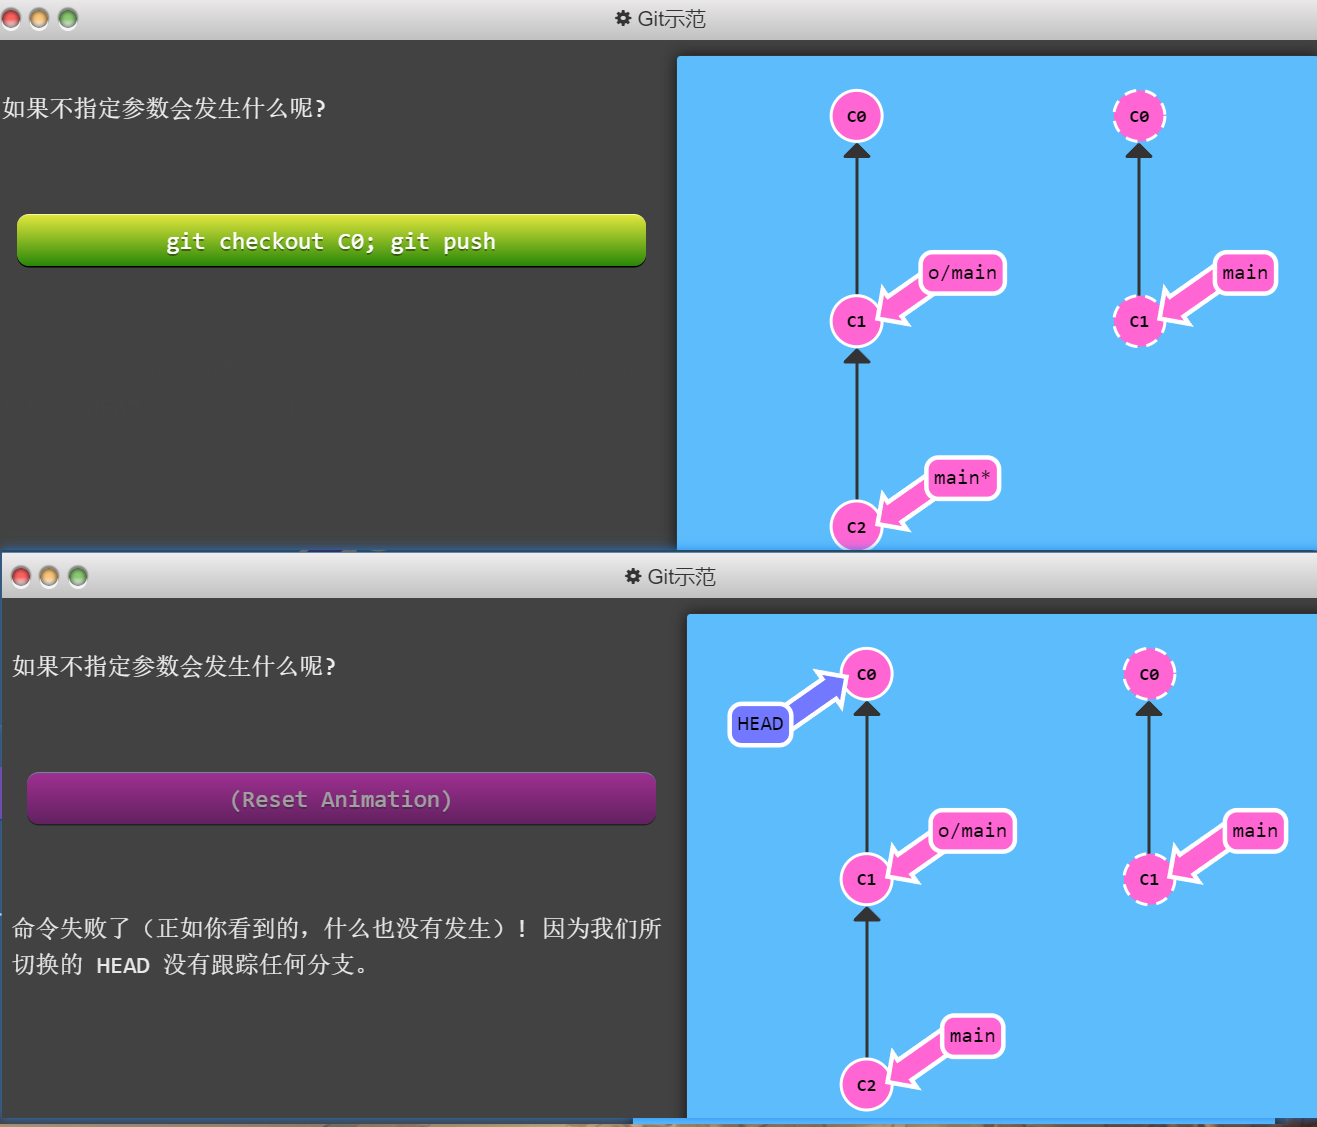 Git示范
如果不指定参数会发生什么呢?
git checkout C0; git push
C0
C0
o/main
main
C1
C1
main*
C2
Git示范
如果不指定参数会发生什么呢?
C0
C0
HEAD
(Reset Animation)
o/main
main
C1
C1
命令失败了（正如你看到的，什么也没有发生）! 因为我们所
切换的 HEAD 没有跟踪任何分支。
main
C2